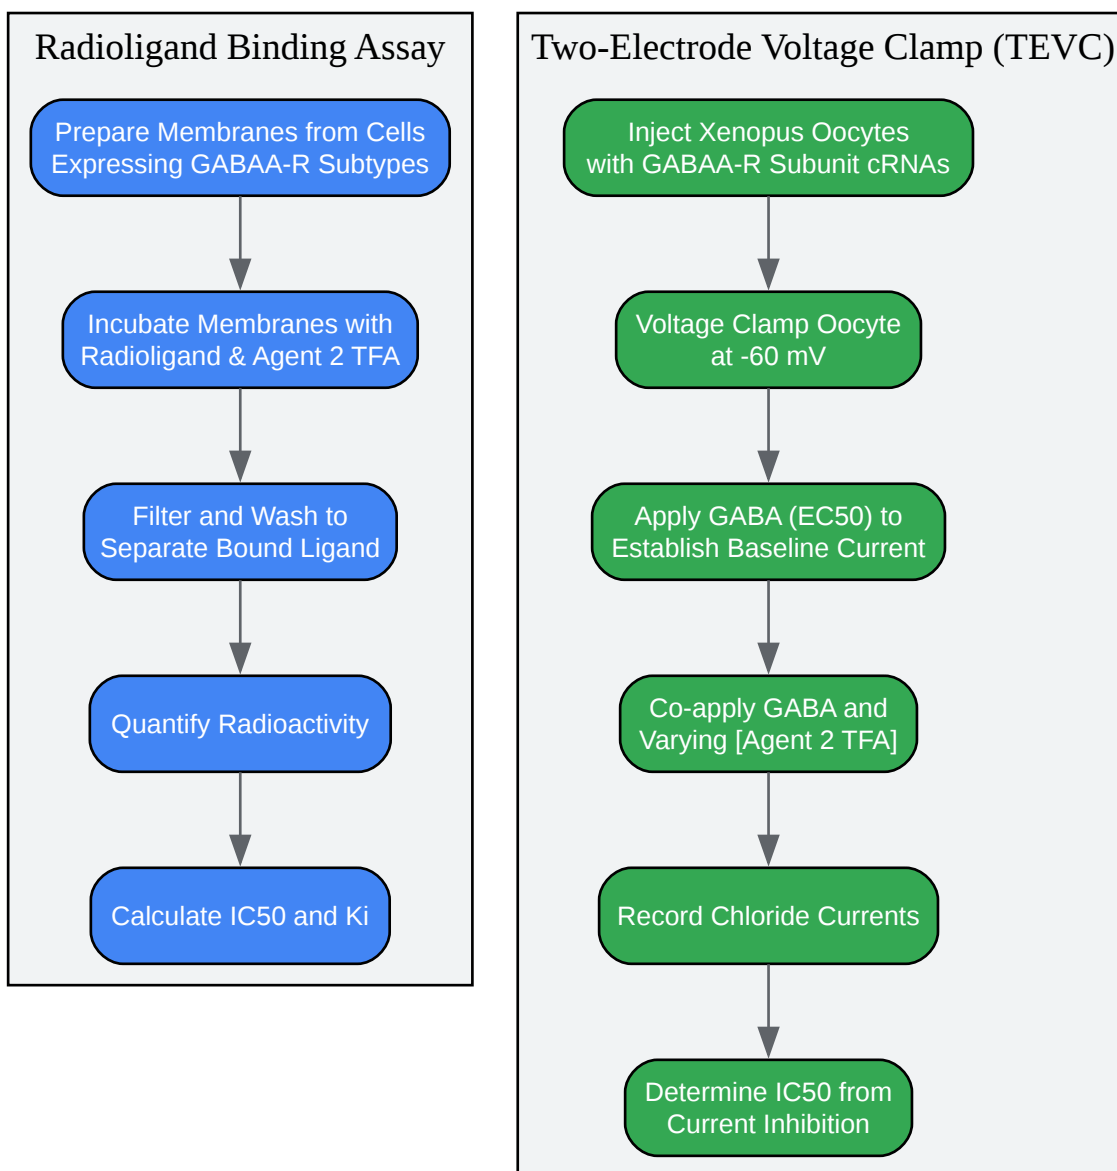 Radioligand Binding Assay
Prepare Membranes from Cells
Expressing GABAA-R Subtypes
Incubate Membranes with
Radioligand & Agent 2 TFA
Filter and Wash to
Separate Bound Ligand
Quantify Radioactivity
Calculate IC50 and Ki
Two-Electrode Voltage Clamp (TEVC)
Inject Xenopus Oocytes
with GABAA-R Subunit cRNAs
Voltage Clamp Oocyte
at -60 mV
Apply GABA (EC50) to
Establish Baseline Current
Co-apply GABA and
Varying [Agent 2 TFA]
Record Chloride Currents
Determine IC50 from
Current Inhibition